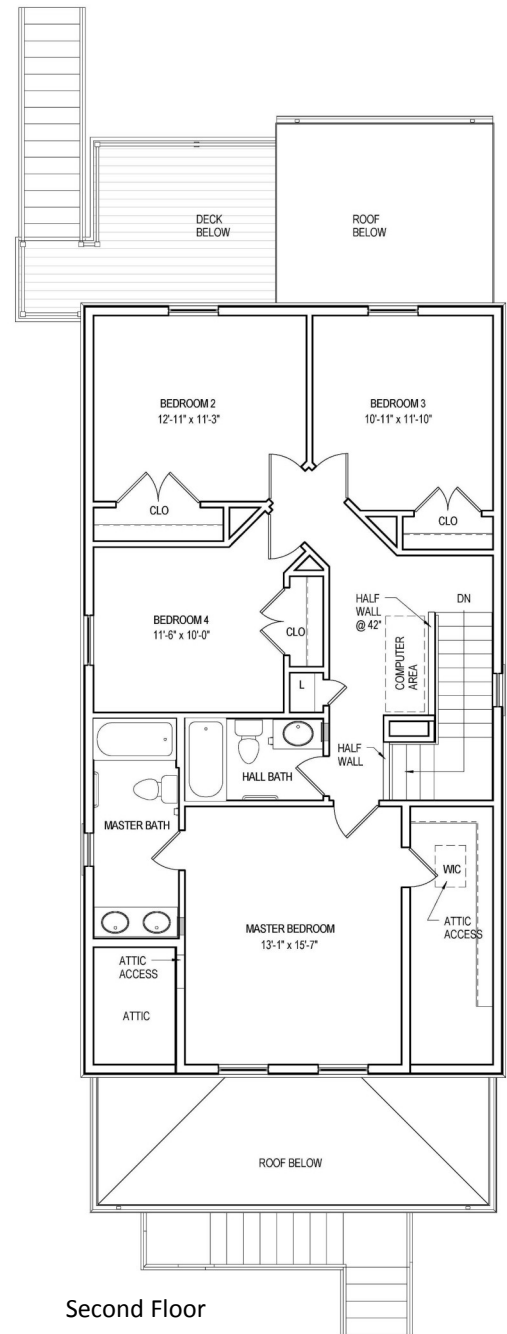 DECK
BELOW
ROOF
BELOW
BEDROOM 2
12'-11" x 11'-3"
BEDROOM 3
10'-11" x 11'-10"
CLO
CLO
BEDROOM 4
11'-6" x 10'-0"
CLO
HALF
WALL
@ 42"
DN
COMPUTER
AREA
L
HALF
WALL
HALL BATH
MASTER BATH
MASTER BEDROOM
13'-1" x 15'-7"
WIC
ATTIC
ACCESS
ATTIC
ACCESS
ATTIC
ROOF BELOW
Second Floor